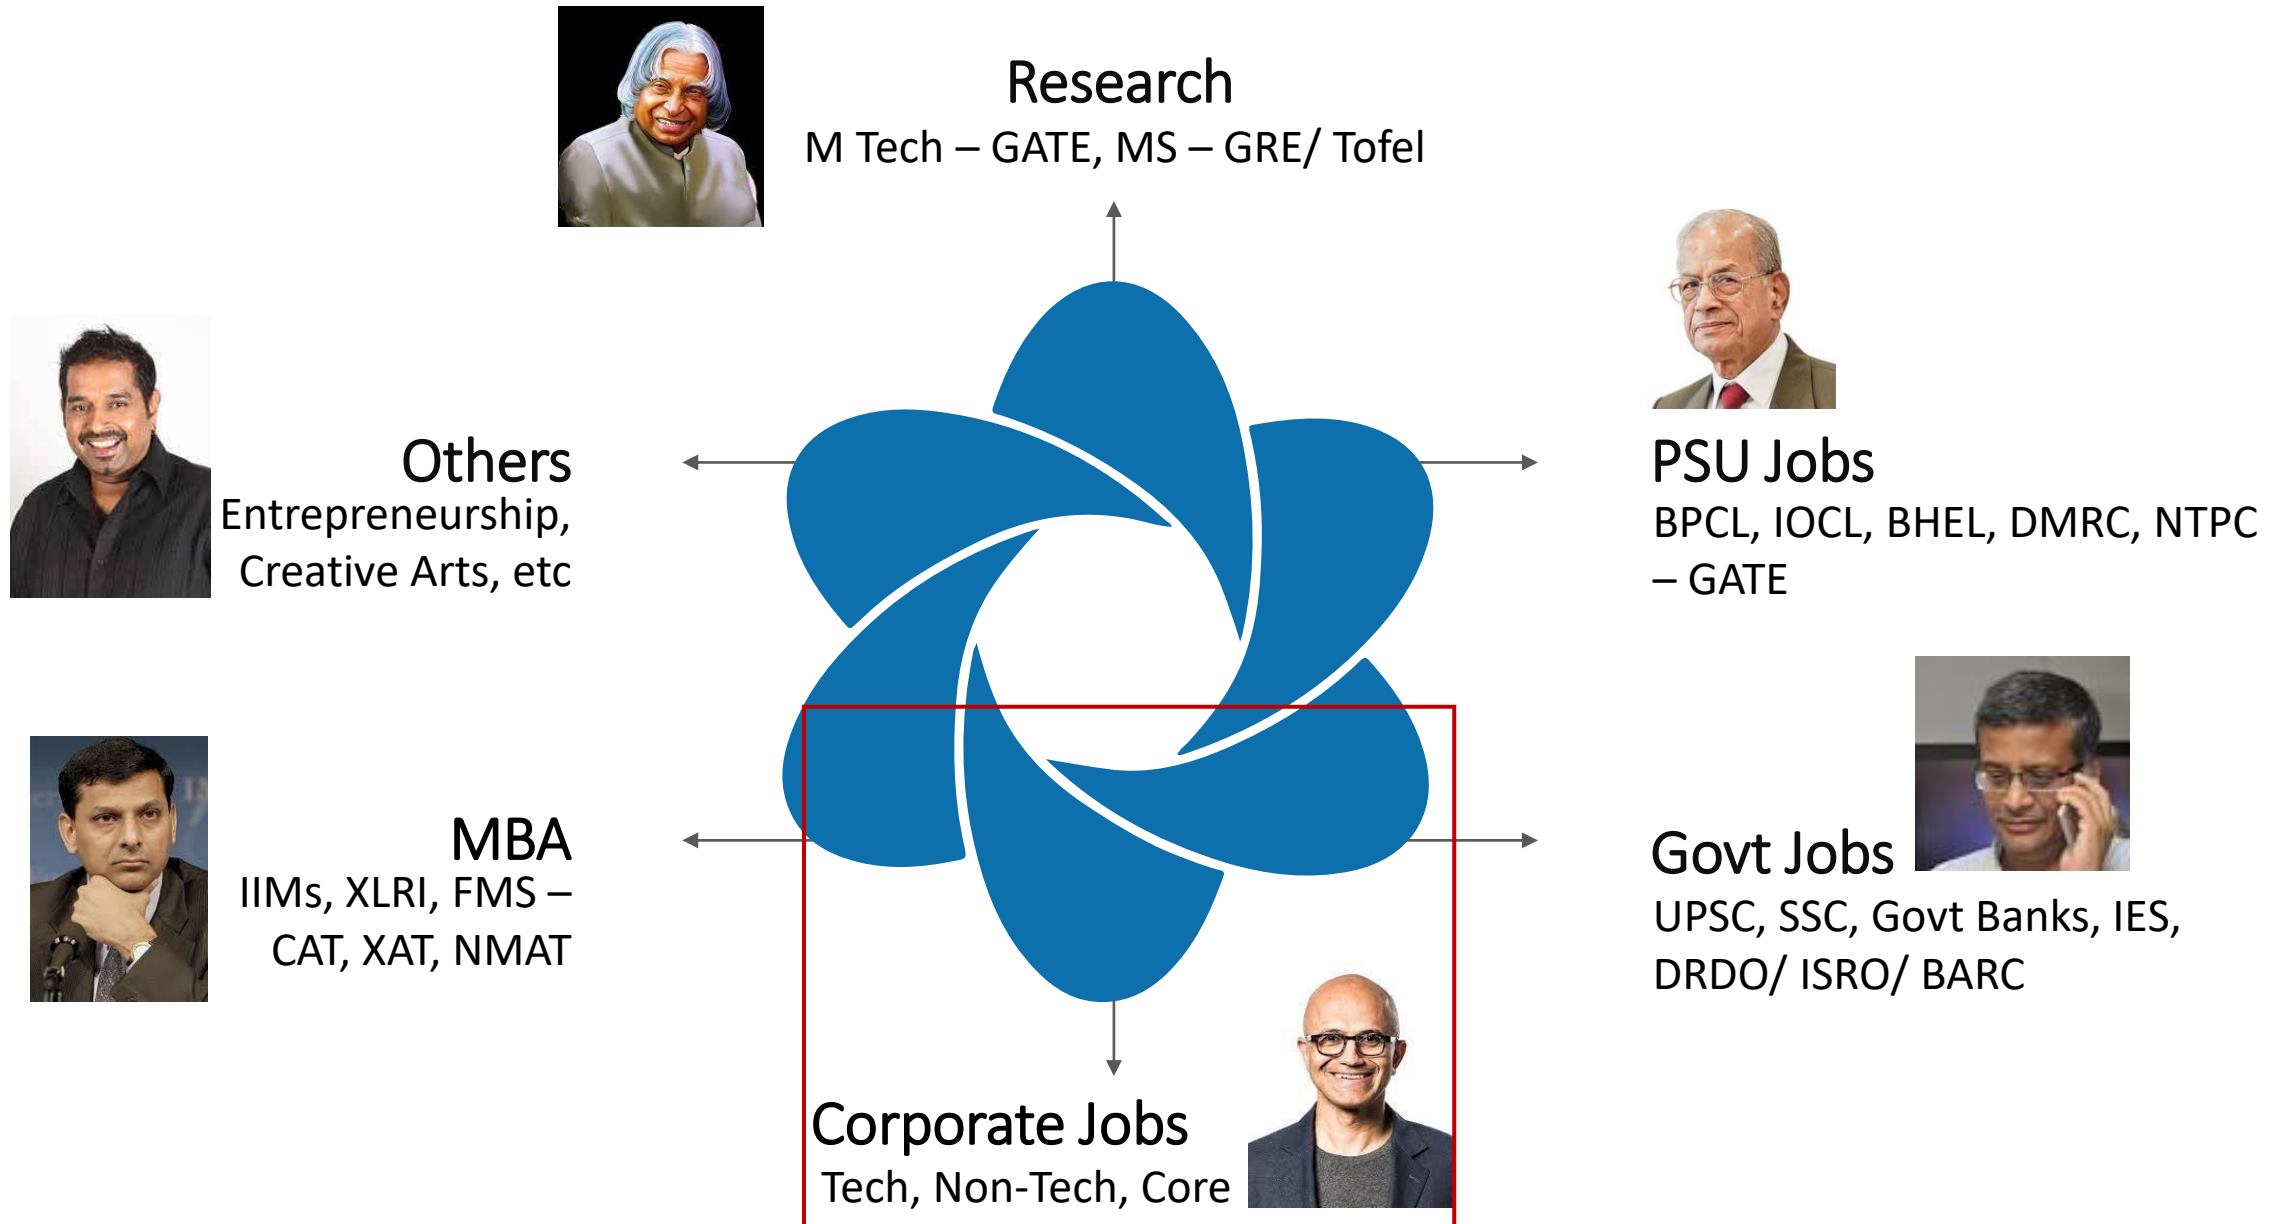 Research
M Tech – GATE, MS – GRE/ Tofel
Others
Entrepreneurship,
Creative Arts, etc
PSU Jobs
BPCL, IOCL, BHEL, DMRC, NTPC
– GATE
MBA
IIMs, XLRI, FMS –
CAT, XAT, NMAT
Govt Jobs
UPSC, SSC, Govt Banks, IES,
DRDO/ ISRO/ BARC
Corporate Jobs
Tech, Non-Tech, Core